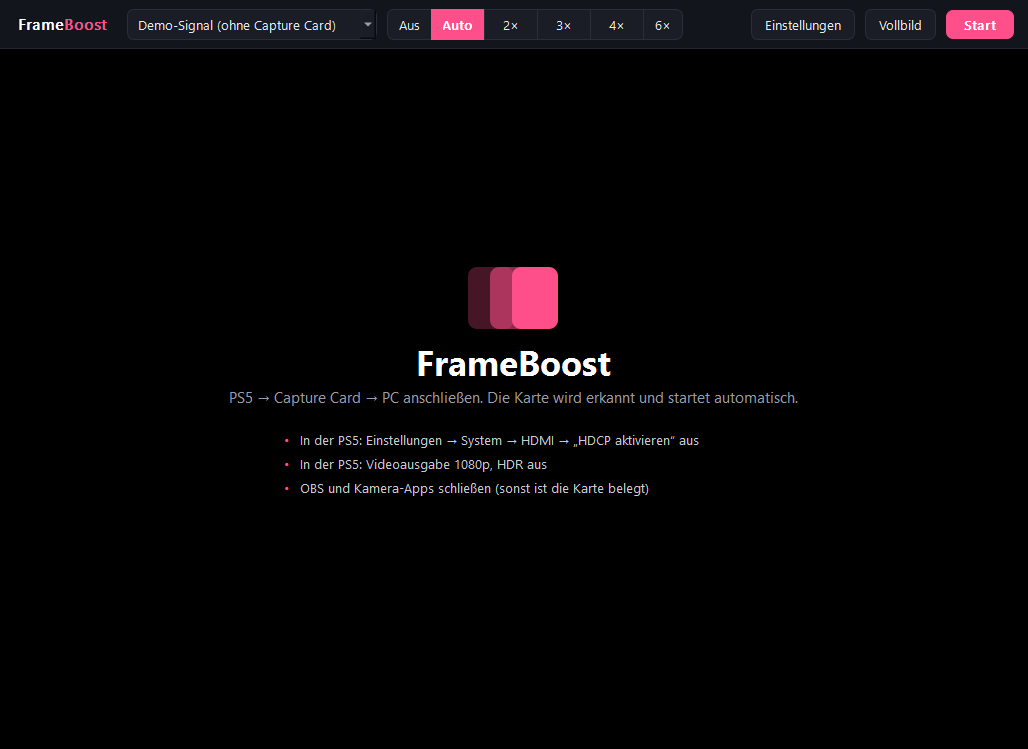 FrameBoost Demo-Signal (ohne Capture Card) Aus Auto 2× 3× 4× 6× Einstellungen Vollbild Start
FrameBoost
PS5 → Capture Card → PC anschließen. Die Karte wird erkannt und startet automatisch.
• In der PS5: Einstellungen → System → HDMI → „HDCP aktivieren“ aus
• In der PS5: Videoausgabe 1080p, HDR aus
• OBS und Kamera-Apps schließen (sonst ist die Karte belegt)